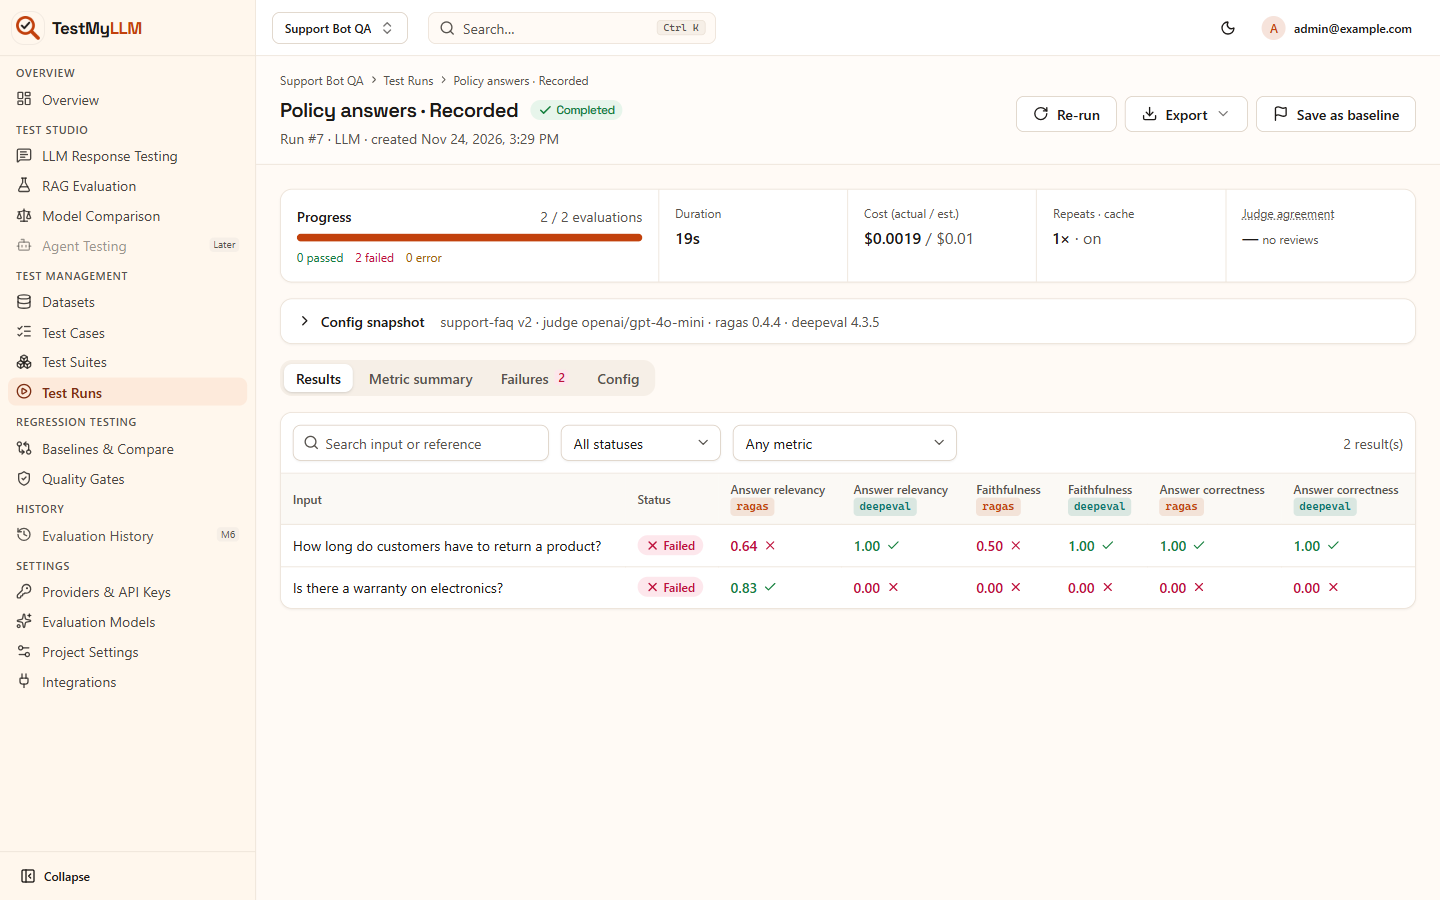 TestMyLLM
Support Bot QA
Search...
Ctrl K
A
admin@example.com
OVERVIEW
Overview
TEST STUDIO
LLM Response Testing
RAG Evaluation
Model Comparison
Agent Testing
Later
TEST MANAGEMENT
Datasets
Test Cases
Test Suites
Test Runs
REGRESSION TESTING
Baselines & Compare
Quality Gates
HISTORY
Evaluation History
M6
SETTINGS
Providers & API Keys
Evaluation Models
Project Settings
Integrations
Collapse
Support Bot QA > Test Runs > Policy answers · Recorded
Policy answers · Recorded
Completed
Run #7 · LLM · created Nov 24, 2026, 3:29 PM
Re-run
Export
Save as baseline
Progress
2 / 2 evaluations
0 passed 2 failed 0 error
Duration
19s
Cost (actual / est.)
$0.0019 / $0.01
Repeats · cache
1× · on
Judge agreement
— no reviews
Config snapshot support-faq v2 · judge openai/gpt-4o-mini · ragas 0.4.4 · deepeval 4.3.5
Results Metric summary Failures 2 Config
Search input or reference
All statuses
Any metric
2 result(s)
Input Status Answer relevancy ragas Answer relevancy deepeval Faithfulness ragas Faithfulness deepeval Answer correctness ragas Answer correctness deepeval
How long do customers have to return a product? Failed 0.64 1.00 0.50 1.00 1.00 1.00
Is there a warranty on electronics? Failed 0.83 0.00 0.00 0.00 0.00 0.00